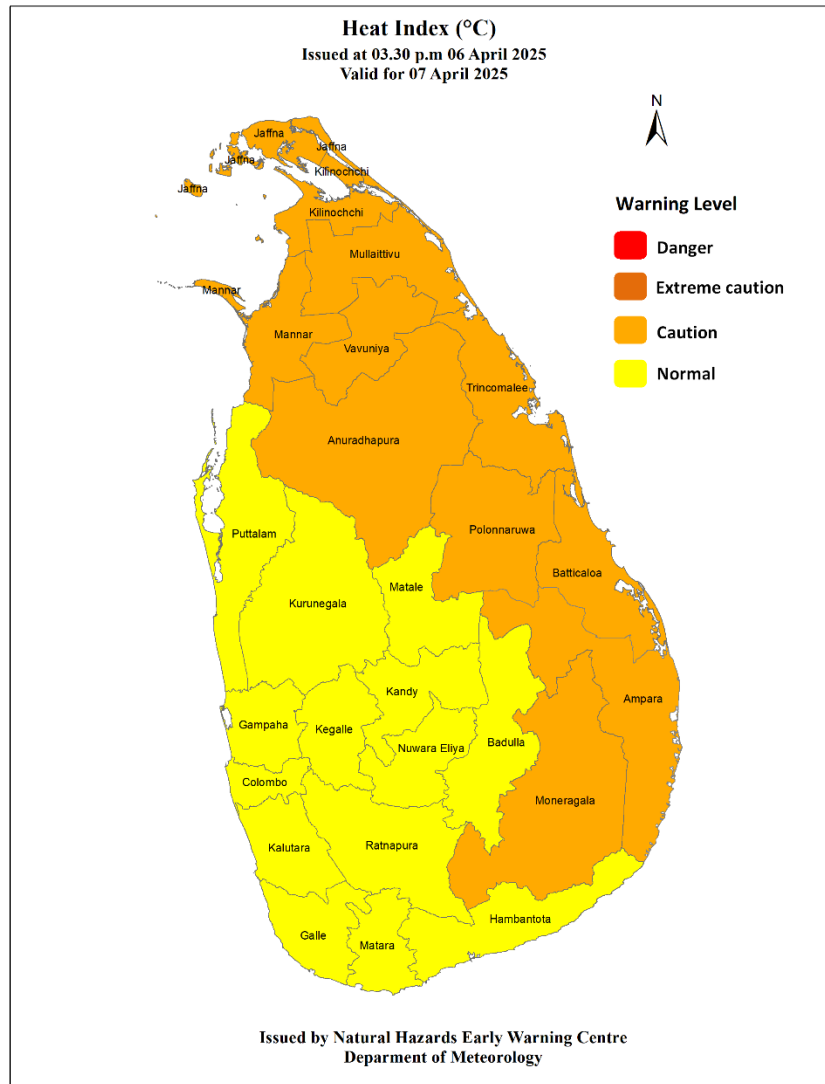 Heat Index (°C)
Issued at 03.30 p.m 06 April 2025
Valid for 07 April 2025
N
Jaffna
Jaffna
Jaffna
Kilinochchi
Jaffna
Kilinochchi
Mullaittivu
Mannar
Mannar
Vavuniya
Trincomalee
Anuradhapura
Polonnaruwa
Puttalam
Batticaloa
Matale
Kurunegala
Kandy
Ampara
Gampaha
Kegalle
Nuwara Eliya
Badulla
Colombo
Moneragala
Kalutara
Ratnapura
Hambantota
Galle
Matara
Warning Level
Danger
Extreme caution
Caution
Normal
Issued by Natural Hazards Early Warning Centre
Deparment of Meteorology